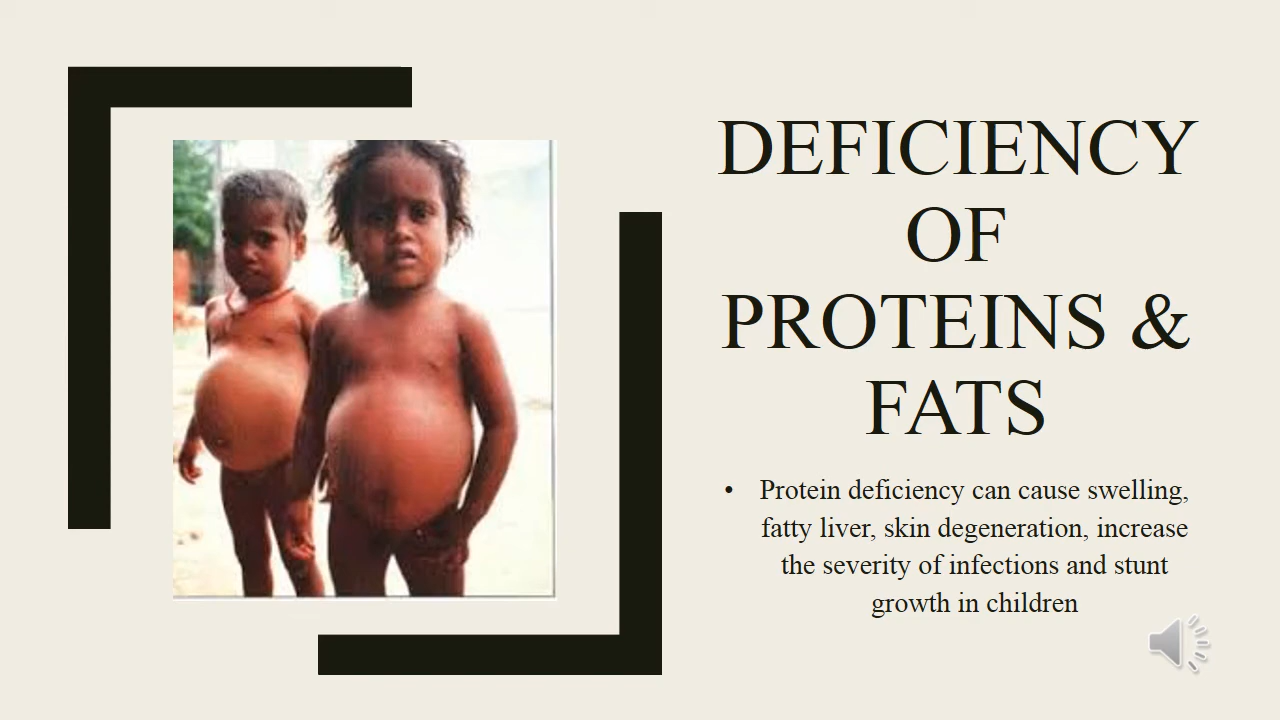 DEFICIENCY
OF
PROTEINS &
FATS
• Protein deficiency can cause swelling,
fatty liver, skin degeneration, increase
the severity of infections and stunt
growth in children